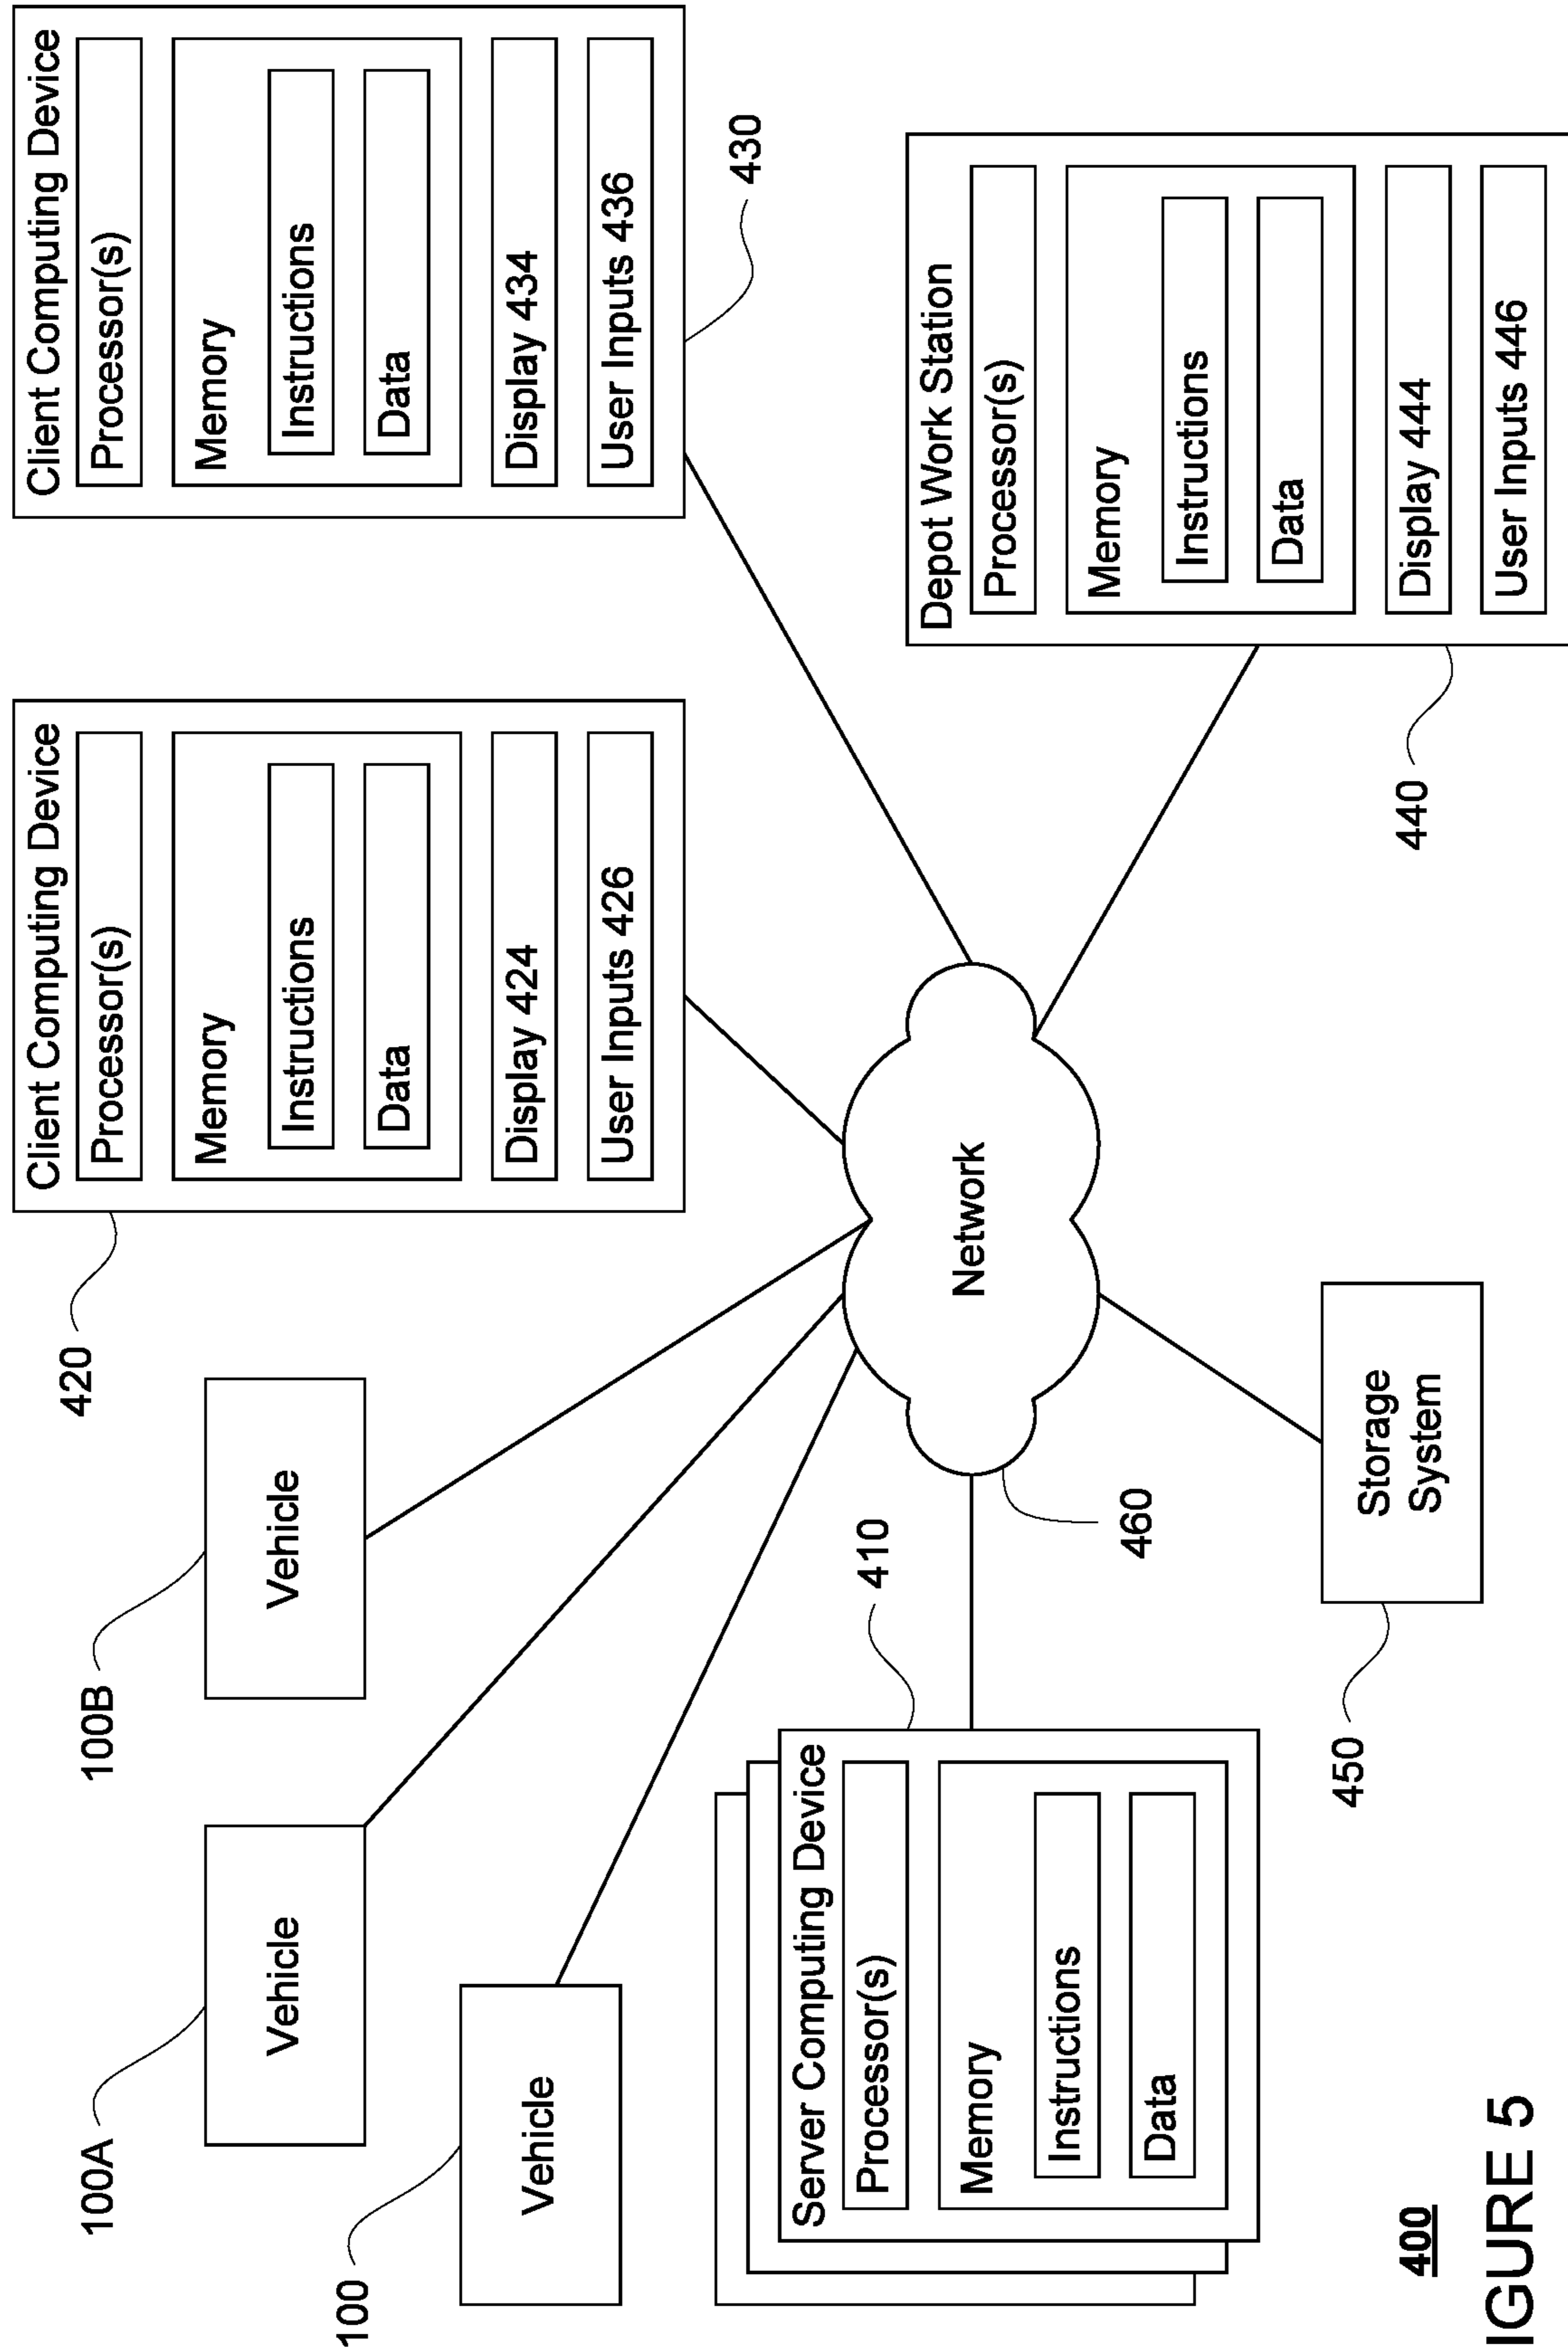 100A
Vehicle
100B
Vehicle
100
Vehicle
420
Client Computing Device
Processor(s)
Memory
Instructions
Data
Display 424
User Inputs 426
Client Computing Device
Processor(s)
Memory
Instructions
Data
Display 434
User Inputs 436
430
410
Server Computing Device
Processor(s)
Memory
Instructions
Data
Network
460
Depot Work Station
Processor(s)
Memory
Instructions
Data
Display 444
User Inputs 446
440
450
Storage
System
400
IGURE 5